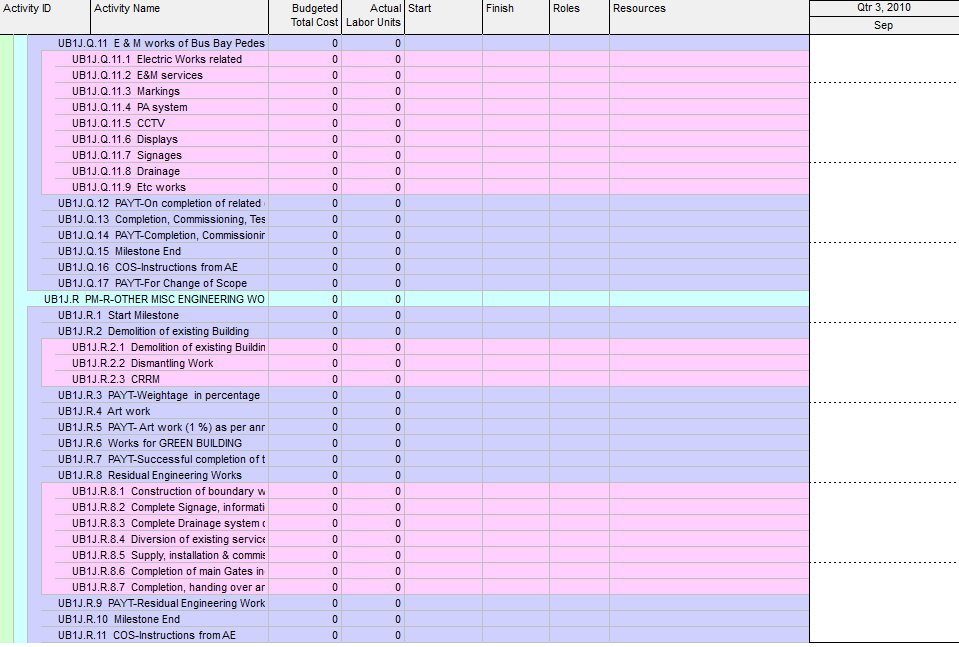 Activity ID Activity Name Budgeted Total Cost Actual Labor Units Start Finish Roles Resources Qtr 3, 2010
Sep
UB1J.Q.11 E & M works of Bus Bay Pedes 0 0
UB1J.Q.11.1 Electric Works related 0 0
UB1J.Q.11.2 E&M services 0 0
UB1J.Q.11.3 Markings 0 0
UB1J.Q.11.4 PA system 0 0
UB1J.Q.11.5 CCTV 0 0
UB1J.Q.11.6 Displays 0 0
UB1J.Q.11.7 Signages 0 0
UB1J.Q.11.8 Drainage 0 0
UB1J.Q.11.9 Etc works 0 0
UB1J.Q.12 PAYT-On completion of related 0 0
UB1J.Q.13 Completion, Commissioning, Tes 0 0
UB1J.Q.14 PAYT-Completion, Commissionin 0 0
UB1J.Q.15 Milestone End 0 0
UB1J.Q.16 COS-Instructions from AE 0 0
UB1J.Q.17 PAYT-For Change of Scope 0 0
UB1J.R PM-R-OTHER MISC ENGINEERING WO 0 0
UB1J.R.1 Start Milestone 0 0
UB1J.R.2 Demolition of existing Building 0 0
UB1J.R.2.1 Demolition of existing Buildin 0 0
UB1J.R.2.2 Dismantling Work 0 0
UB1J.R.2.3 CRRM 0 0
UB1J.R.3 PAYT-Weightage in percentage 0 0
UB1J.R.4 Art work 0 0
UB1J.R.5 PAYT- Art work (1 %) as per anr 0 0
UB1J.R.6 Works for GREEN BUILDING 0 0
UB1J.R.7 PAYT-Successful completion of t 0 0
UB1J.R.8 Residual Engineering Works 0 0
UB1J.R.8.1 Construction of boundary w 0 0
UB1J.R.8.2 Complete Signage, informati 0 0
UB1J.R.8.3 Complete Drainage system o 0 0
UB1J.R.8.4 Diversion of existing service 0 0
UB1J.R.8.5 Supply, installation & commis 0 0
UB1J.R.8.6 Completion of main Gates in 0 0
UB1J.R.8.7 Completion, handing over ar 0 0
UB1J.R.9 PAYT-Residual Engineering Work 0 0
UB1J.R.10 Milestone End 0 0
UB1J.R.11 COS-Instructions from AE 0 0